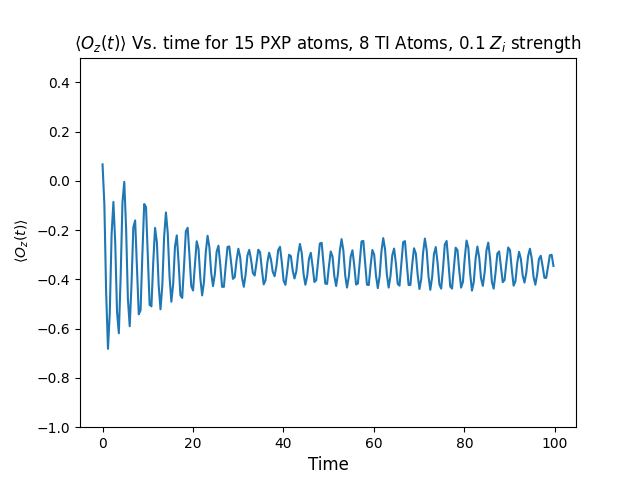 ⟨O_z(t)⟩ Vs. time for 15 PXP atoms, 8 TI Atoms, 0.1 Z_i strength
0.4
0.2
0.0
−0.2
⟨O_z(t)⟩
−0.4
−0.6
−0.8
−1.0
0 20 40 60 80 100
Time